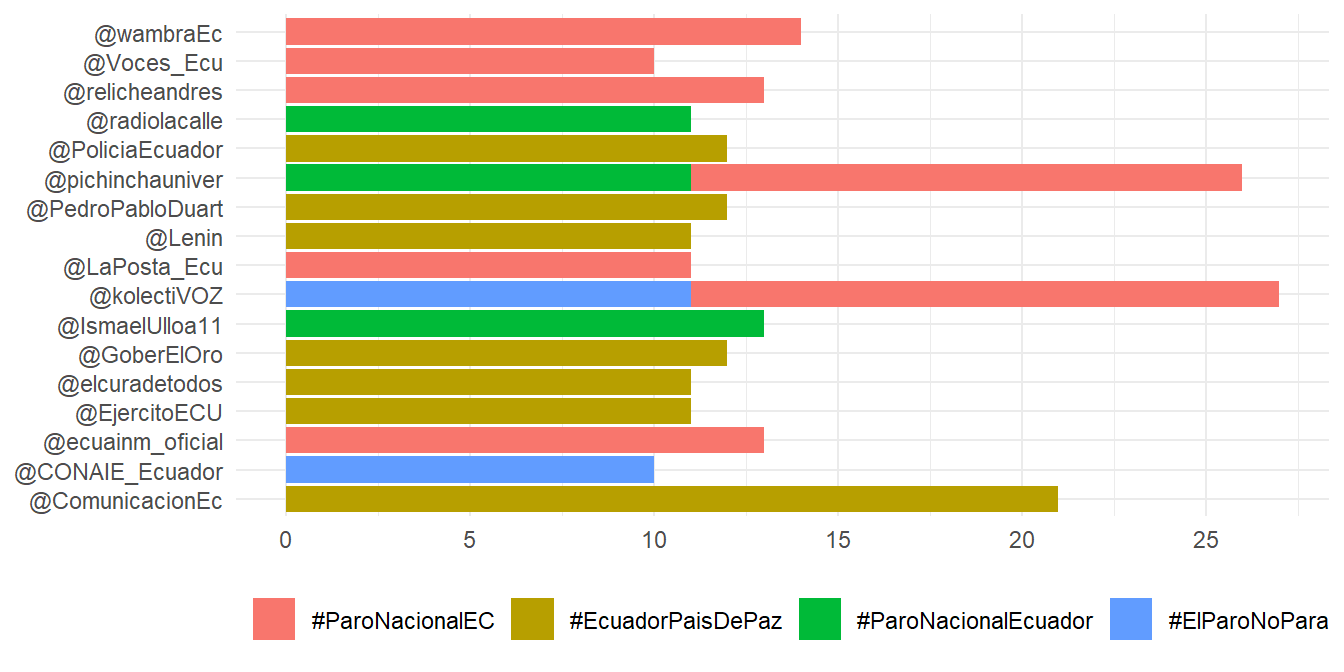 @wambraEc
@Voces_Ecu
@relicheandres
@radiolacalle
@PoliciaEcuador
@pichinchauniver
@PedroPabloDuart
@Lenin
@LaPosta_Ecu
@kolectiVOZ
@IsmaelUlloa11
@GoberElOro
@elcuradetodos
@EjercitoECU
@ecuainm_oficial
@CONAIE_Ecuador
@ComunicacionEc
0 5 10 15 20 25
#ParoNacionalEC #EcuadorPaisDePaz #ParoNacionalEcuador #ElParoNoPara